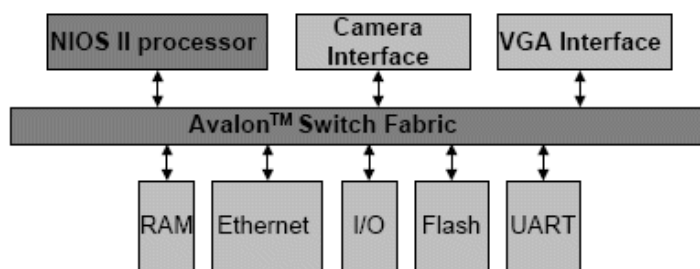 NIOS II processor
Camera
Interface
VGA Interface
Avalon™ Switch Fabric
RAM
Ethernet
I/O
Flash
UART